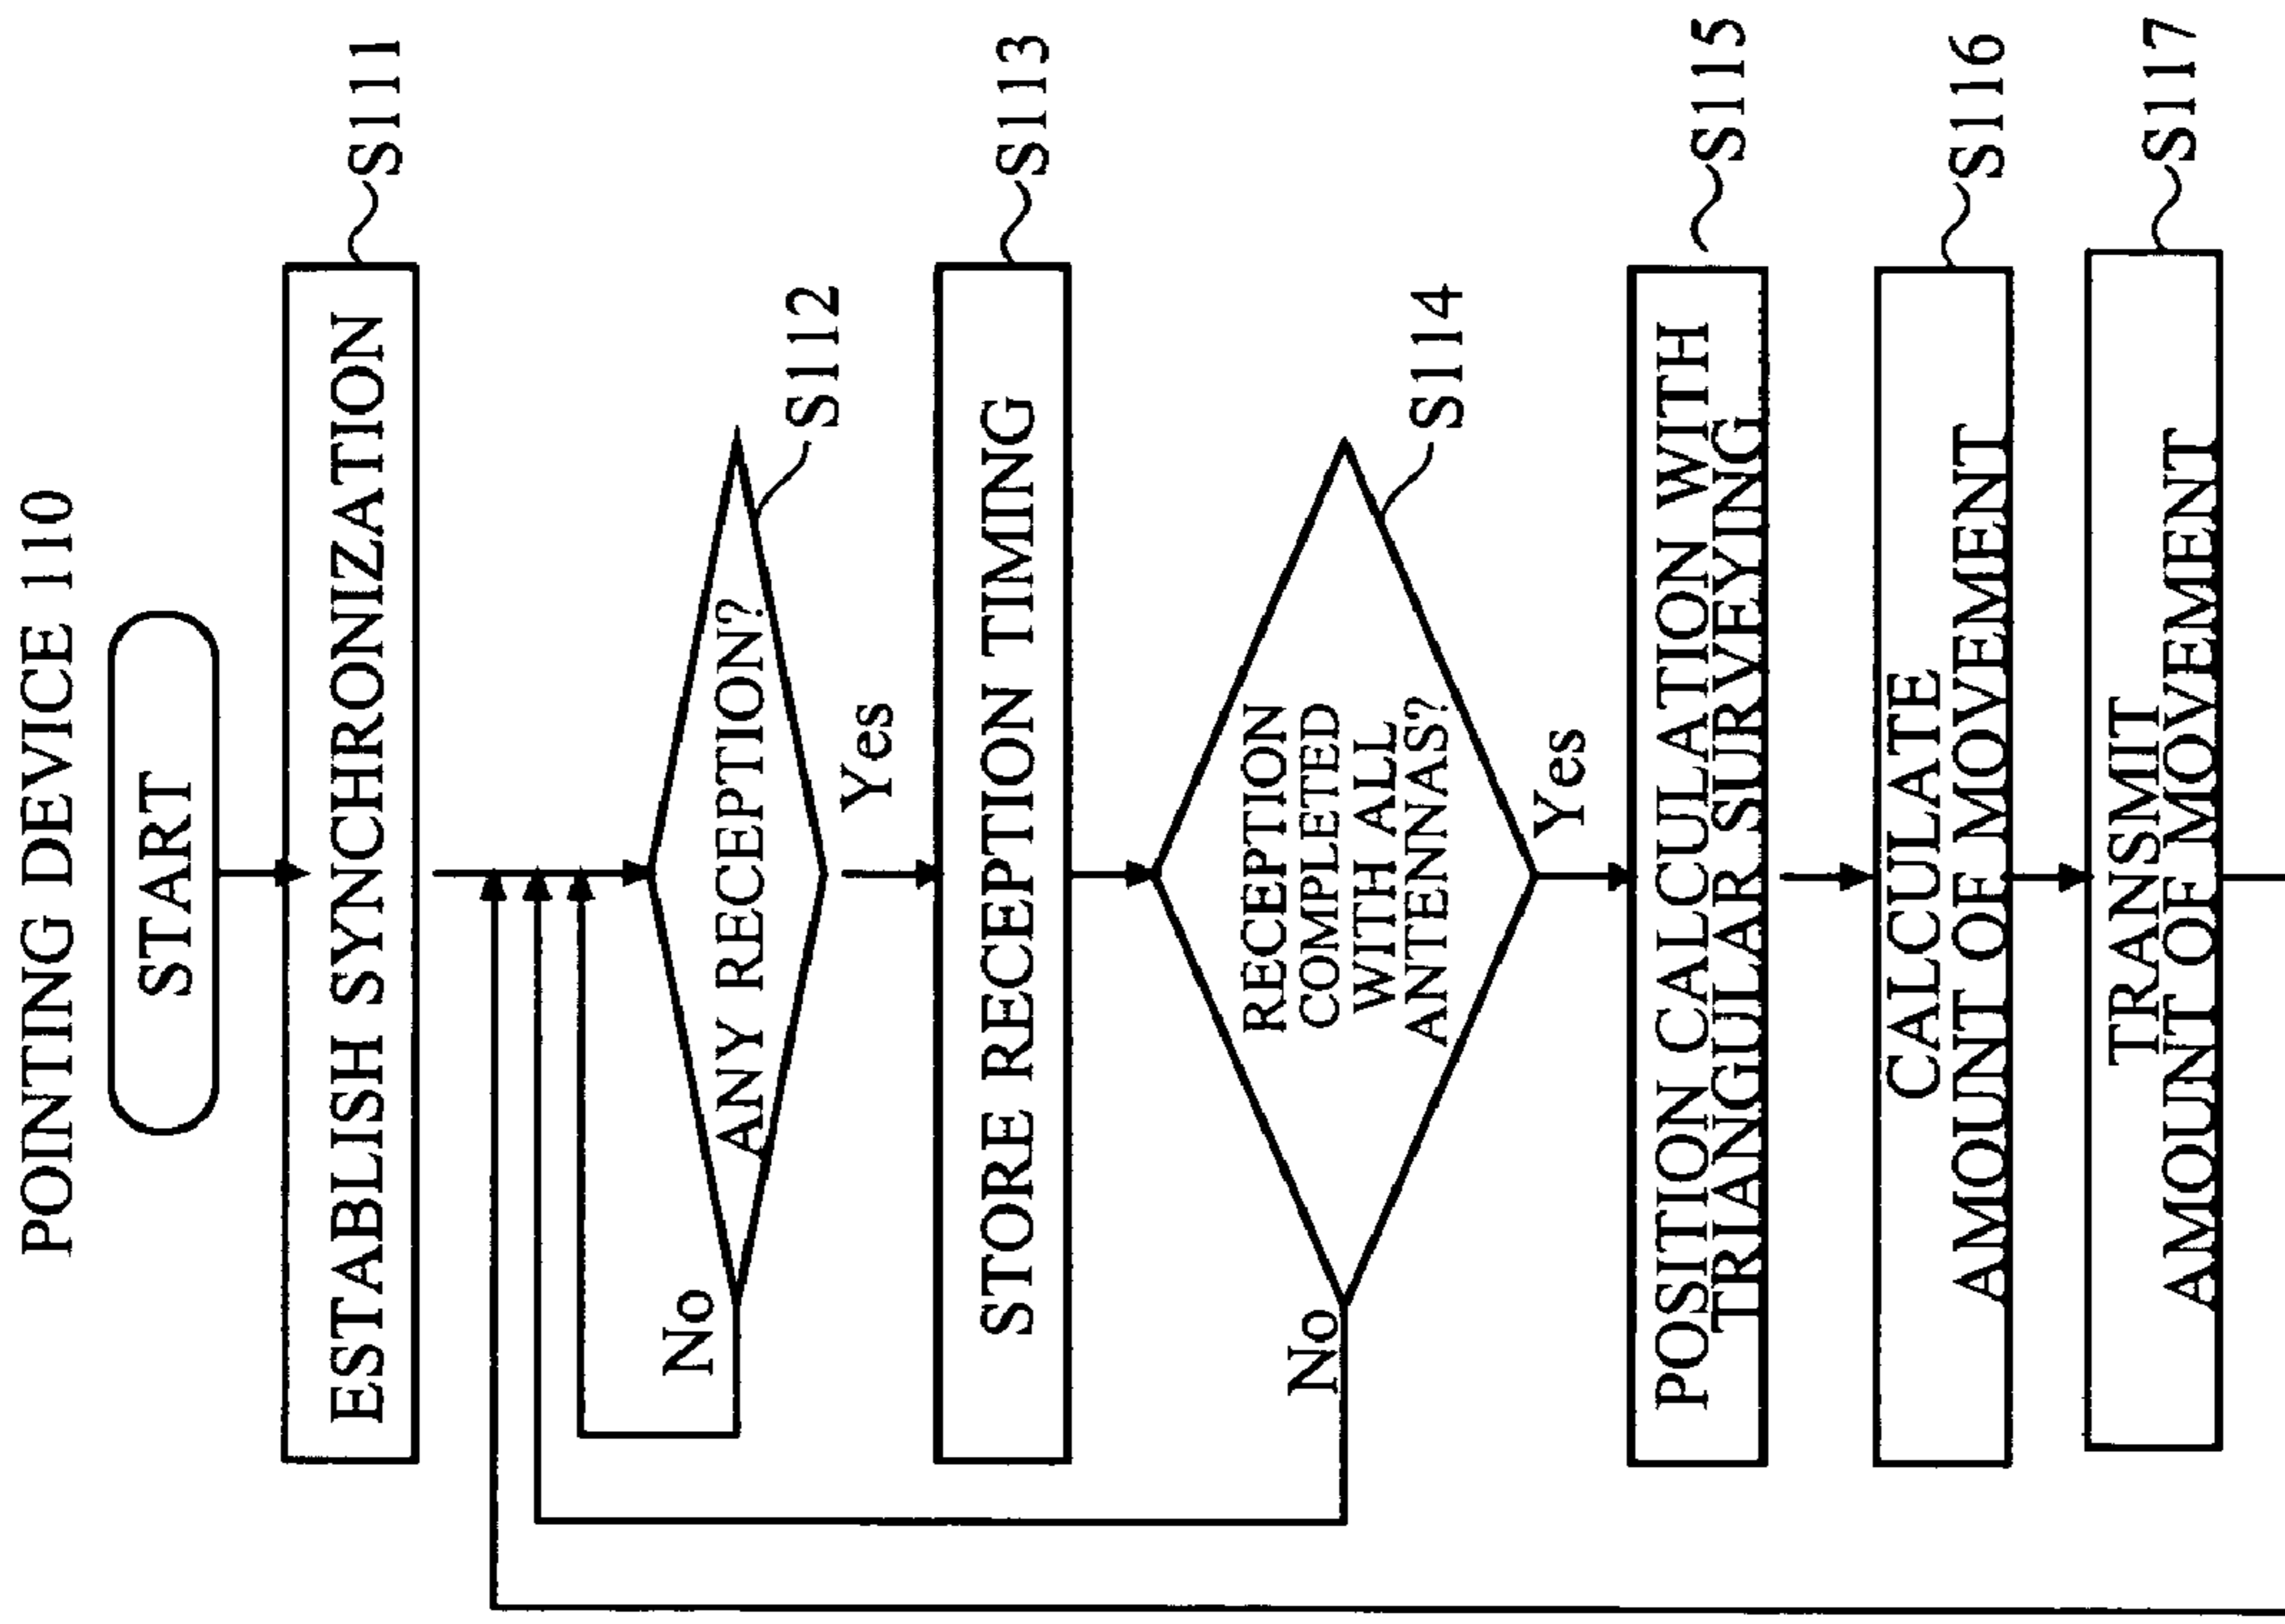 POINTING DEVICE 110
START
ESTABLISH SYNCHRONIZATION
S111
ANY RECEPTION?
S112
No
Yes
STORE RECEPTION TIMING
S113
RECEPTION
COMPLETED
WITH ALL
ANTENNAS?
S114
No
Yes
POSITION CALCULATION WITH
TRIANGULAR SURVEYING
S115
CALCULATE
AMOUNT OF MOVEMENT
S116
TRANSMIT
AMOUNT OF MOVEMENT
S117